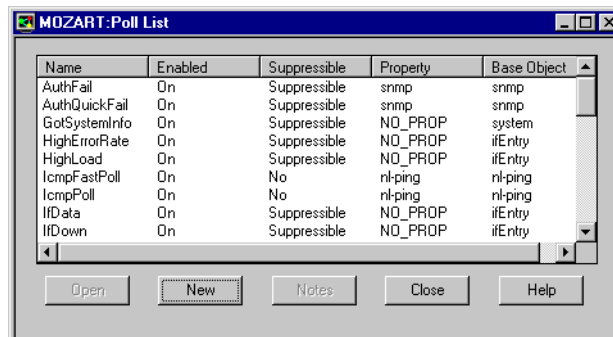 MOZART:Poll List
Name Enabled Suppressible Property Base Object
AuthFail On Suppressible snmp snmp
AuthQuickFail On Suppressible snmp snmp
GotSystemInfo On Suppressible NO_PROP system
HighErrorRate On Suppressible NO_PROP ifEntry
HighLoad On Suppressible NO_PROP ifEntry
IcmpFastPoll On No nl-ping nl-ping
IcmpPoll On No nl-ping nl-ping
IfData On Suppressible NO_PROP ifEntry
IfDown On Suppressible NO_PROP ifEntry
Open New Notes Close Help